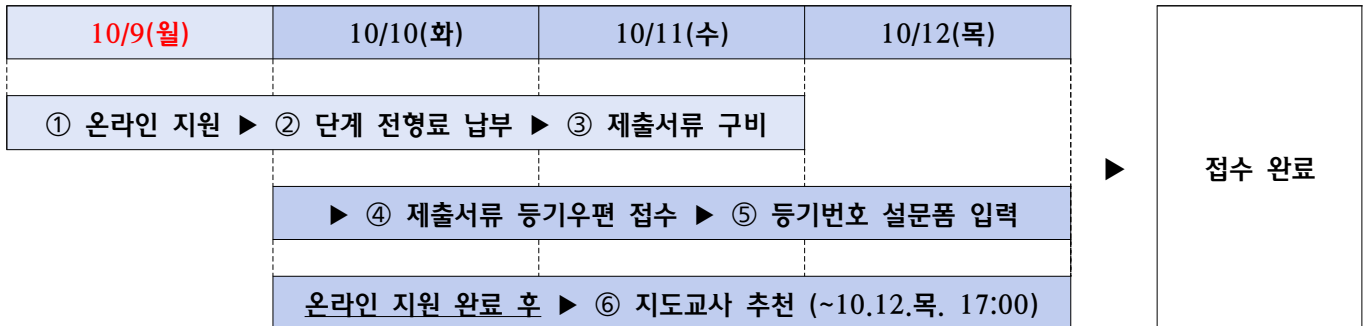 10/9(월) 10/10(화) 10/11(수) 10/12(목)
① 온라인 지원 ▶ ② 단계 전형료 납부 ▶ ③ 제출서류 구비
▶ 접수 완료
▶ ④ 제출서류 등기우편 접수 ▶ ⑤ 등기번호 설문폼 입력
온라인 지원 완료 후 ▶ ⑥ 지도교사 추천 (~10.12.목. 17:00)